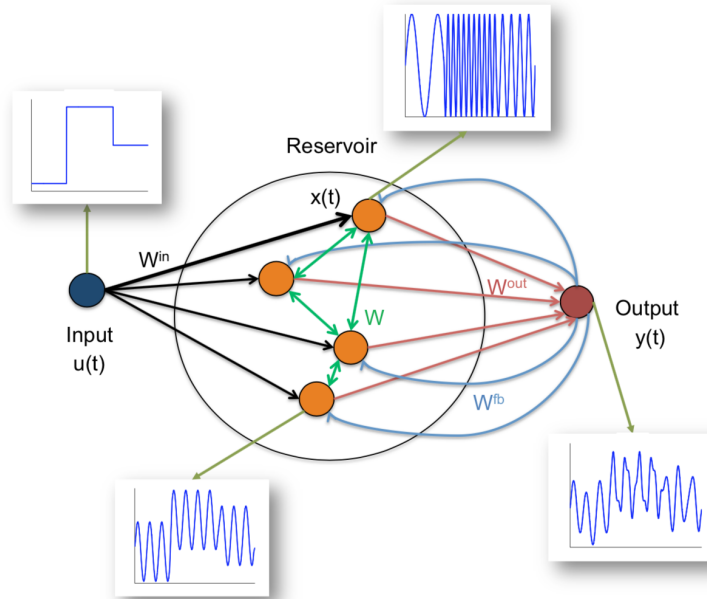 Reservoir
x(t)
W^in
W^out
W
Input
u(t)
Output
y(t)
W^fb